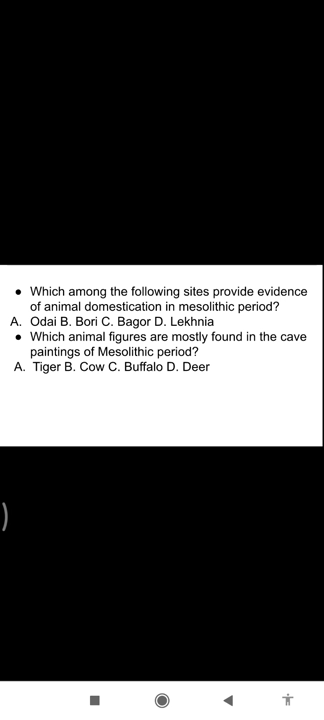 ● Which among the following sites provide evidence
of animal domestication in mesolithic period?
A. Odai B. Bori C. Bagor D. Lekhnia
● Which animal figures are mostly found in the cave
paintings of Mesolithic period?
A. Tiger B. Cow C. Buffalo D. Deer
)